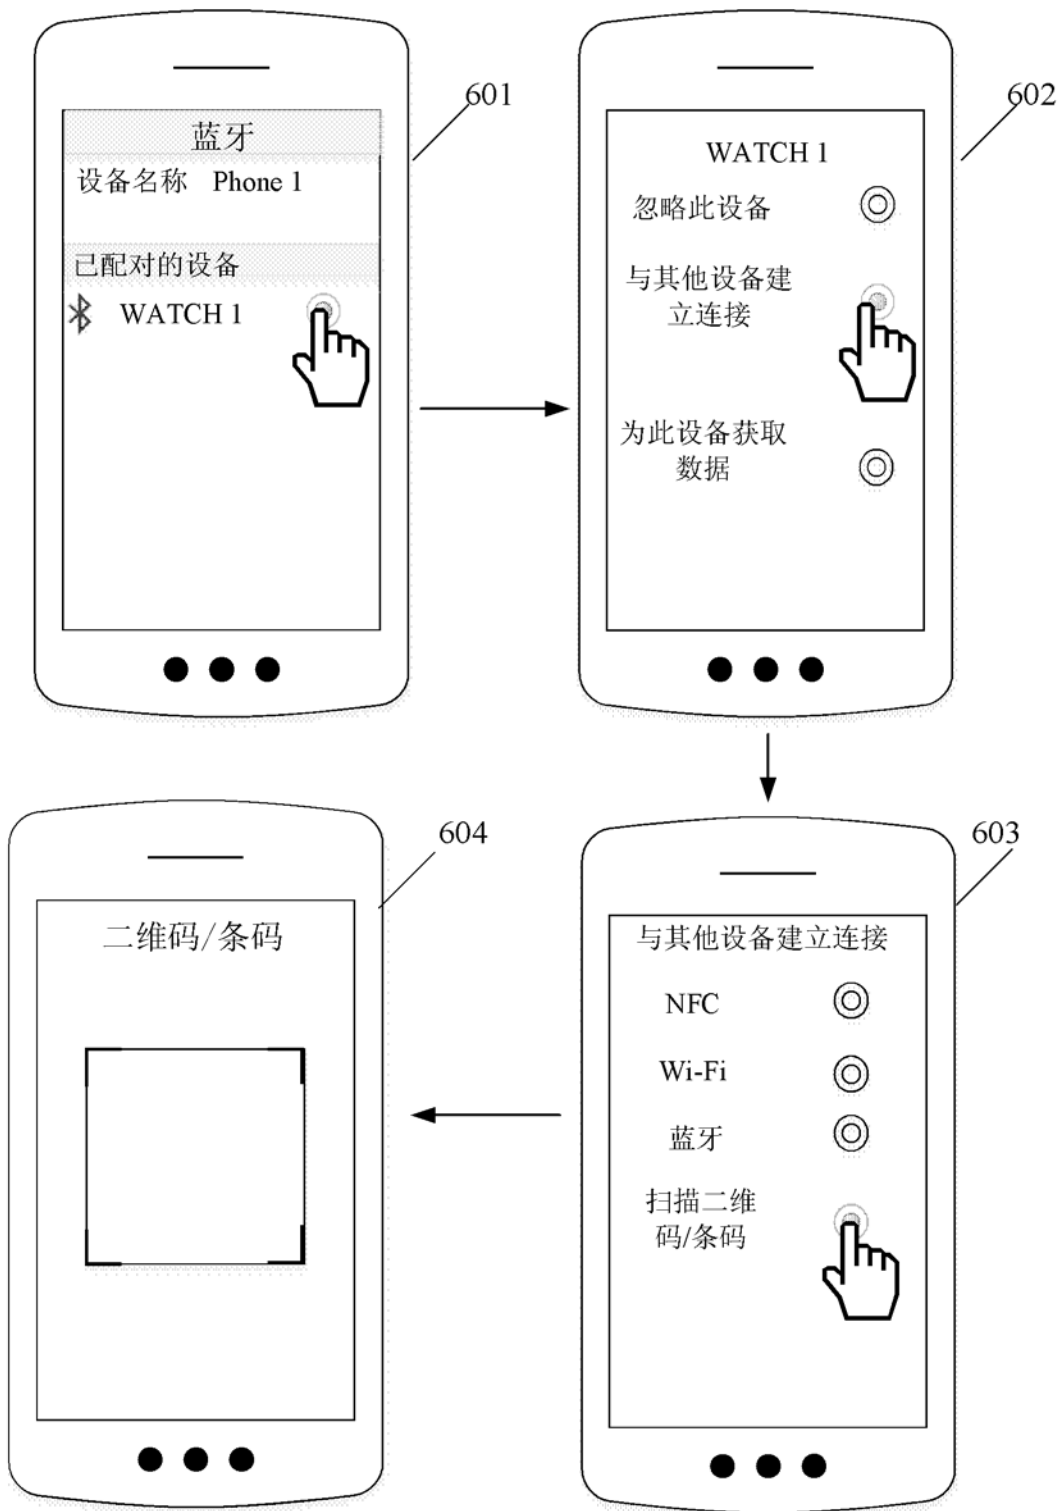 601
蓝牙
设备名称 Phone 1
已配对的设备
WATCH 1
602
WATCH 1
忽略此设备
与其他设备建
立连接
为此设备获取
数据
603
与其他设备建立连接
NFC
Wi-Fi
蓝牙
扫描二维
码/条码
604
二维码/条码